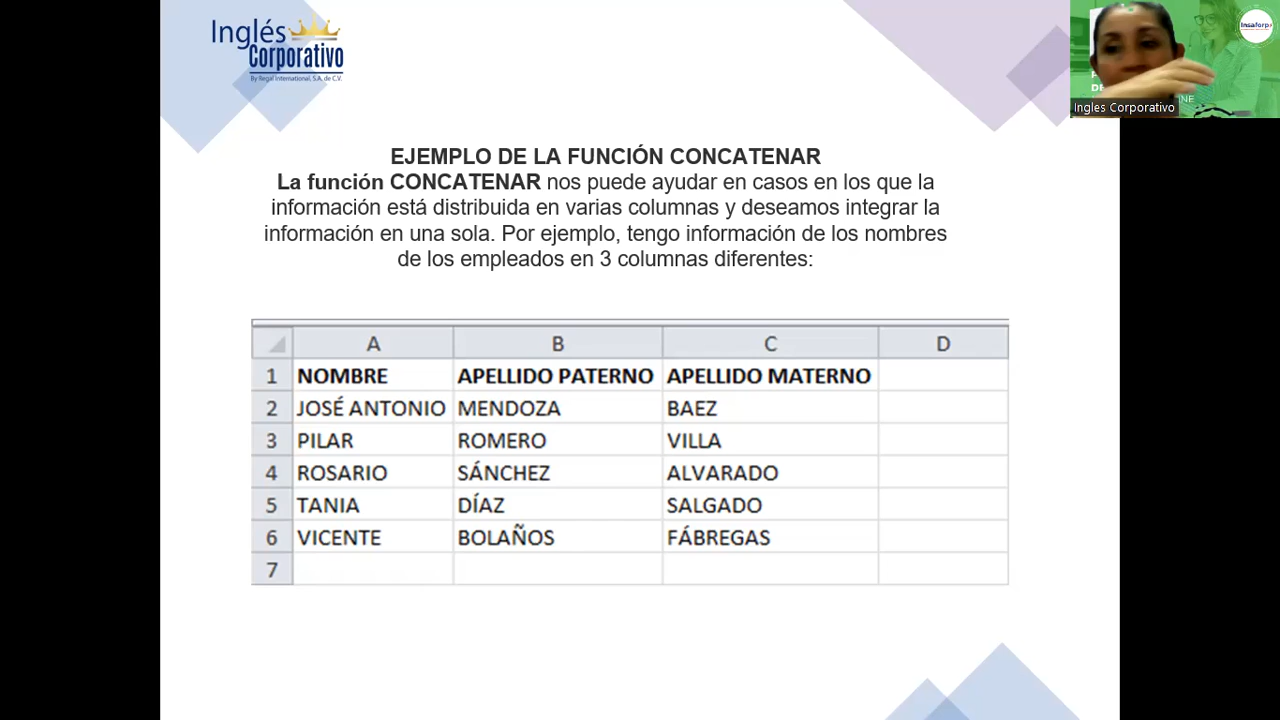 Inglés
Corporativo
By Regal International, S.A. de C.V.
Insaforp
Ingles Corporativo
EJEMPLO DE LA FUNCIÓN CONCATENAR
La función CONCATENAR nos puede ayudar en casos en los que la
información está distribuida en varias columnas y deseamos integrar la
información en una sola. Por ejemplo, tengo información de los nombres
de los empleados en 3 columnas diferentes:
A B C D
1 NOMBRE APELLIDO PATERNO APELLIDO MATERNO
2 JOSÉ ANTONIO MENDOZA BAEZ
3 PILAR ROMERO VILLA
4 ROSARIO SÁNCHEZ ALVARADO
5 TANIA DÍAZ SALGADO
6 VICENTE BOLAÑOS FÁBREGAS
7